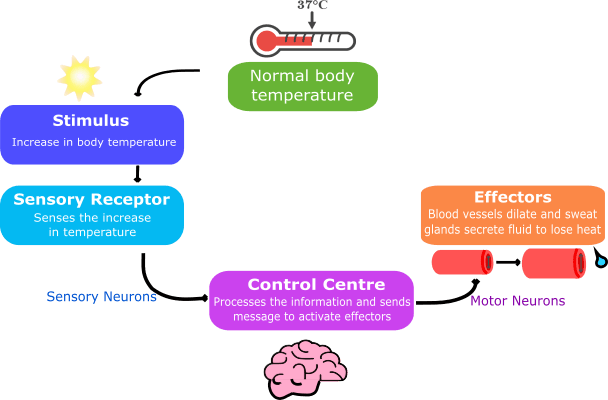 37°C
Normal body
temperature
Stimulus
Increase in body temperature
Sensory Receptor
Senses the increase
in temperature
Sensory Neurons
Control Centre
Processes the information and sends
message to activate effectors
Motor Neurons
Effectors
Blood vessels dilate and sweat
glands secrete fluid to lose heat